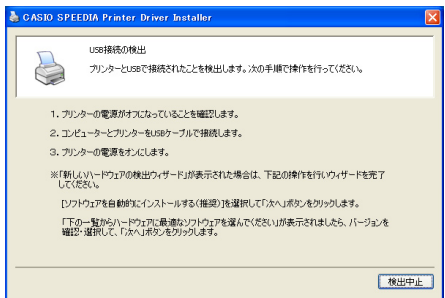 CASIO SPEEDIA Printer Driver Installer
USB接続の検出
プリンターとUSBで接続されたことを検出します。次の手順で操作を行ってください。
1. プリンターの電源がオフになっていることを確認します。
2. コンピューターとプリンターをUSBケーブルで接続します。
3. プリンターの電源をオンにします。
※「新しいハードウェアの検出ウィザード」が表示された場合は、下記の操作を行いウィザードを完了
してください。
[ソフトウェアを自動的にインストールする(推奨)]を選択して「次へ」ボタンをクリックします。
「下の一覧からハードウェアに最適なソフトウェアを選んでください」が表示されましたら、バージョンを
確認・選択して、「次へ」ボタンをクリックします。
検出中止